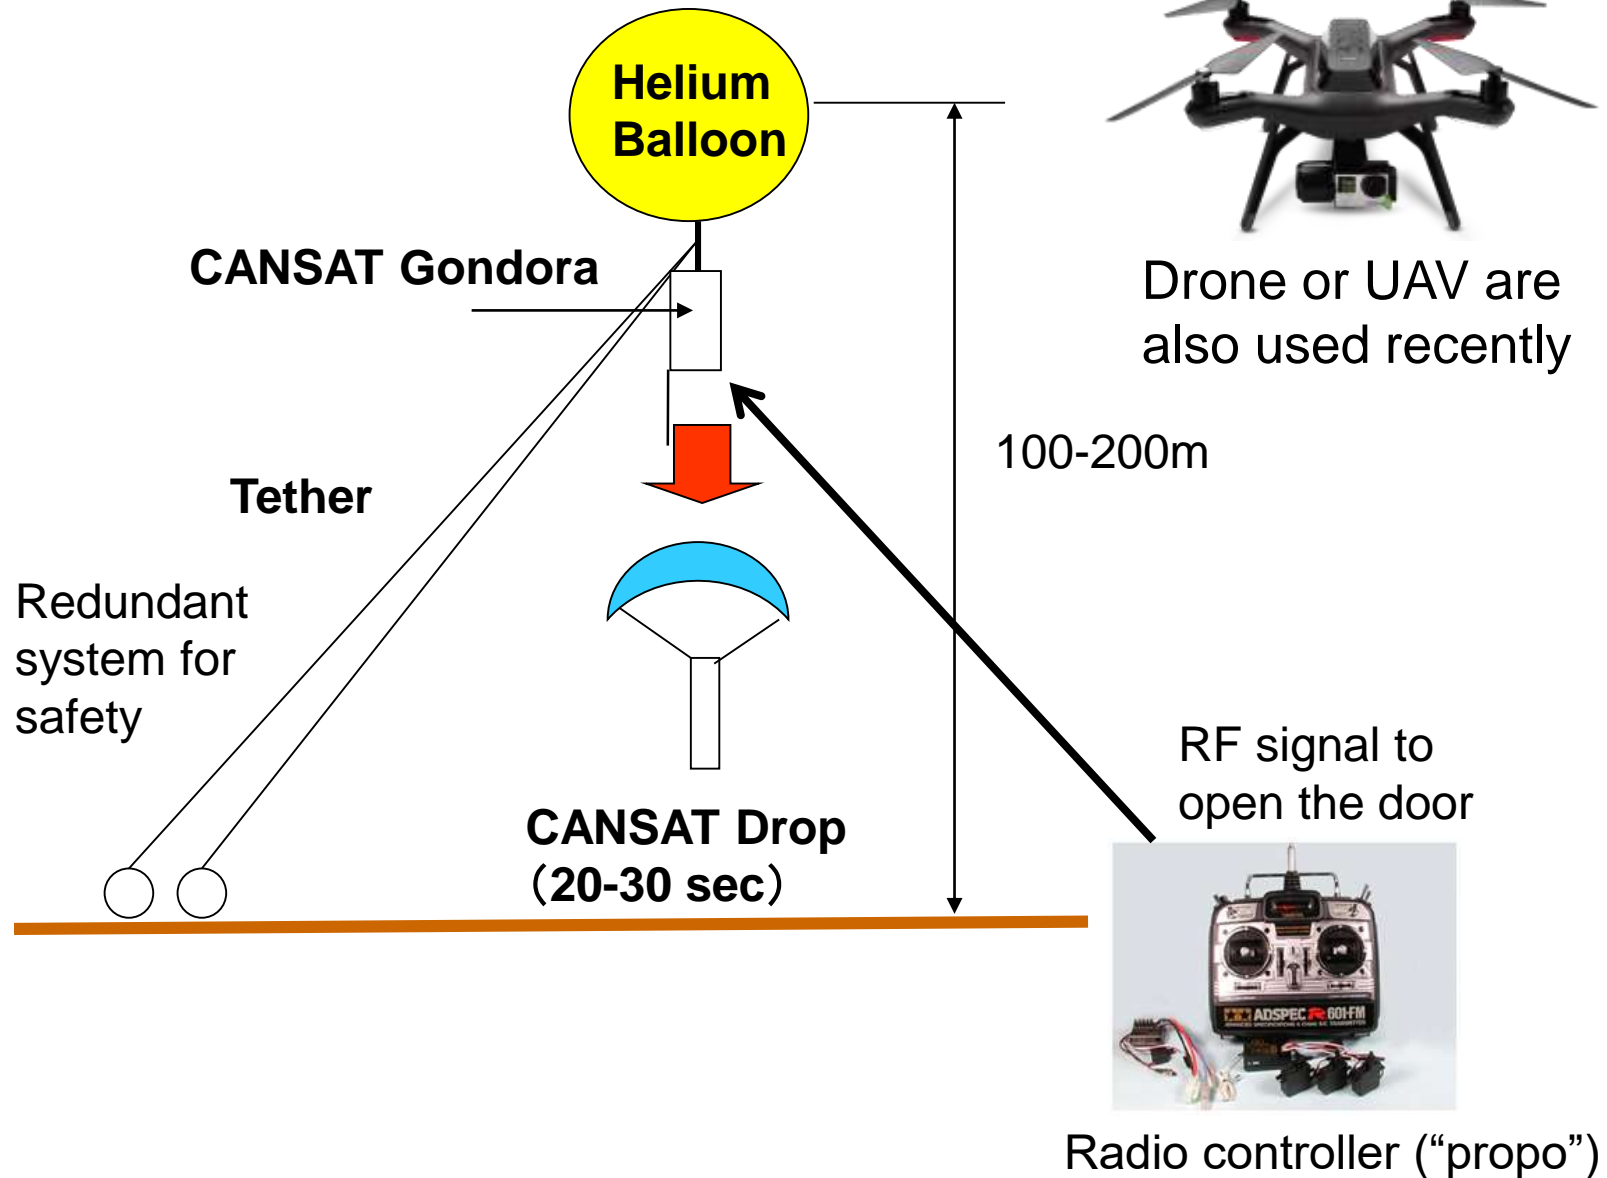 Helium
Balloon
CANSAT Gondora
Drone or UAV are
also used recently
100-200m
Tether
Redundant
system for
safety
RF signal to
open the door
CANSAT Drop
（20-30 sec）
ADSPEC R 601-FM
Radio controller (“propo”)